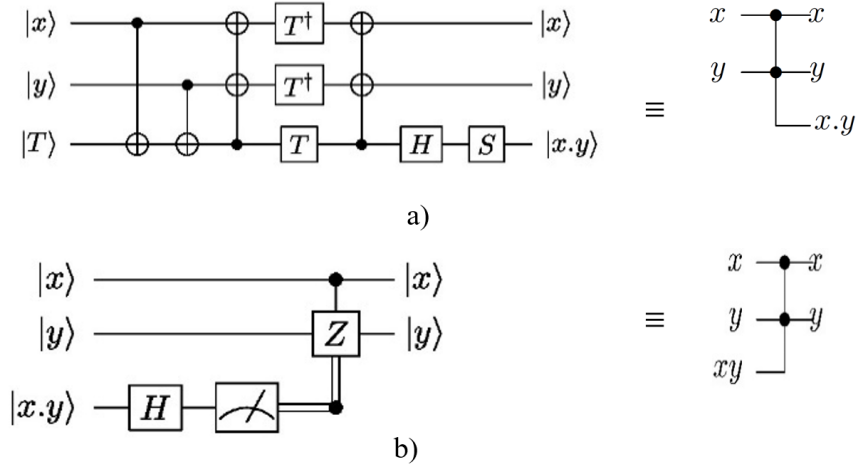 |x⟩ T† |x⟩ x x
|y⟩ T† |y⟩ ≡ y y
|T⟩ T H S |x.y⟩ x.y
a)
|x⟩ |x⟩ x x
|y⟩ Z |y⟩ ≡ y y
|x.y⟩ H xy
b)